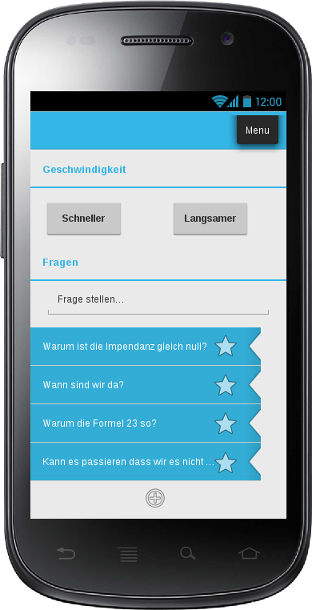 12:00
Menu
Geschwindigkeit
Schneller
Langsamer
Fragen
Frage stellen...
Warum ist die Impendanz gleich null?
Wann sind wir da?
Warum die Formel 23 so?
Kann es passieren dass wir es nicht ...